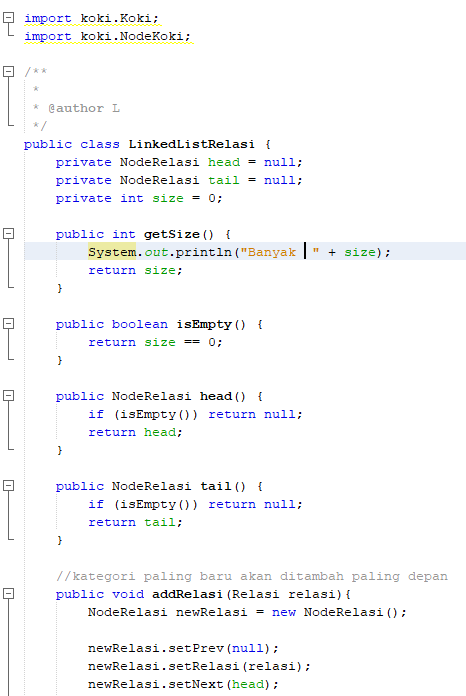 import koki.Koki;
import koki.NodeKoki;
/**
 *
 * @author L
 */
public class LinkedListRelasi {
    private NodeRelasi head = null;
    private NodeRelasi tail = null;
    private int size = 0;
    public int getSize() {
        System.out.println("Banyak  " + size);
        return size;
    }
    public boolean isEmpty() {
        return size == 0;
    }
    public NodeRelasi head() {
        if (isEmpty()) return null;
        return head;
    }
    public NodeRelasi tail() {
        if (isEmpty()) return null;
        return tail;
    }
    //kategori paling baru akan ditambah paling depan
    public void addRelasi(Relasi relasi){
        NodeRelasi newRelasi = new NodeRelasi();
        newRelasi.setPrev(null);
        newRelasi.setRelasi(relasi);
        newRelasi.setNext(head);